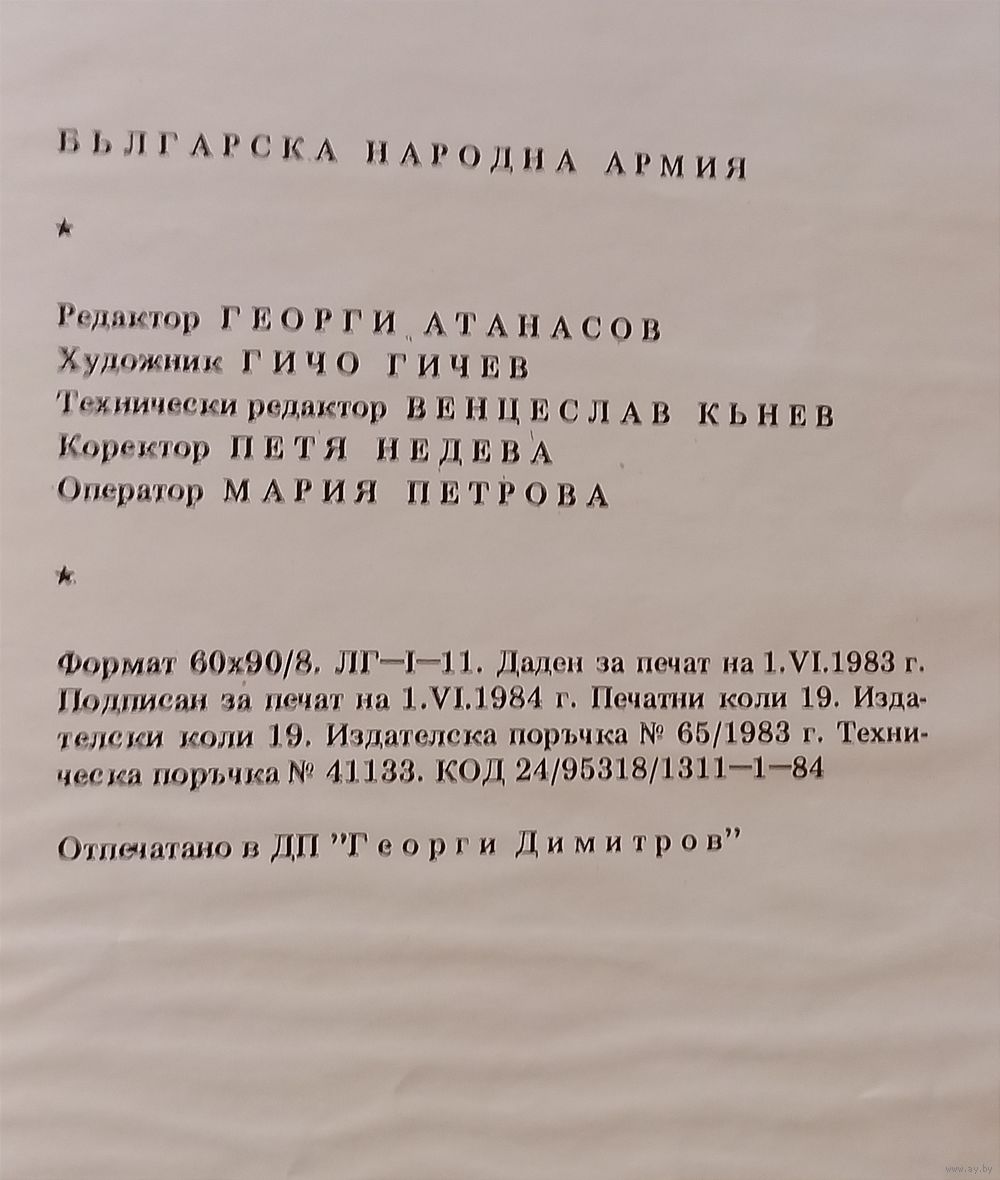 БЪЛГАРСКА НАРОДНА АРМИЯ
★
Редактор ГЕОРГИ АТАНАСОВ
Художник ГИЧО ГИЧЕВ
Технически редактор ВЕНЦЕСЛАВ КЪНЕВ
Коректор ПЕТЯ НЕДЕВА
Оператор МАРИЯ ПЕТРОВА
★
Формат 60x90/8. ЛГ—I—11. Даден за печат на 1.VI.1983 г.
Подписан за печат на 1.VI.1984 г. Печатни коли 19. Изда-
телски коли 19. Издателска поръчка № 65/1983 г. Техни-
ческа поръчка № 41133. КОД 24/95318/1311—1—84
Отпечатано в ДП ”Георги Димитров”
www.ay.by